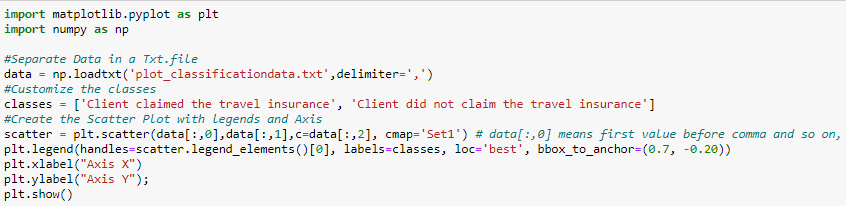 import matplotlib.pyplot as plt
import numpy as np
#Separate Data in a Txt.file
data = np.loadtxt('plot_classificationdata.txt',delimiter=',')
#Customize the classes
classes = ['Client claimed the travel insurance', 'Client did not claim the travel insurance']
#Create the Scatter Plot with legends and Axis
scatter = plt.scatter(data[:,0],data[:,1],c=data[:,2], cmap='Set1') # data[:,0] means first value before comma and so on,
plt.legend(handles=scatter.legend_elements()[0], labels=classes, loc='best', bbox_to_anchor=(0.7, -0.20))
plt.xlabel("Axis X")
plt.ylabel("Axis Y");
plt.show()